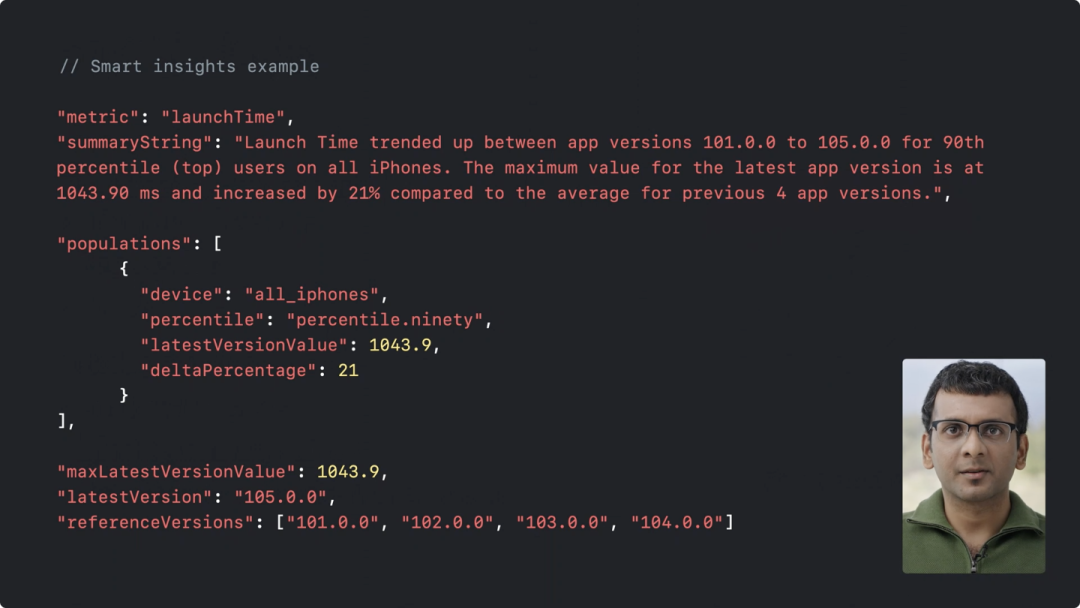 // Smart insights example
"metric": "launchTime",
"summaryString": "Launch Time trended up between app versions 101.0.0 to 105.0.0 for 90th
percentile (top) users on all iPhones. The maximum value for the latest app version is at
1043.90 ms and increased by 21% compared to the average for previous 4 app versions.",
"populations": [
{
"device": "all_iphones",
"percentile": "percentile.ninety",
"latestVersionValue": 1043.9,
"deltaPercentage": 21
}
],
"maxLatestVersionValue": 1043.9,
"latestVersion": "105.0.0",
"referenceVersions": ["101.0.0", "102.0.0", "103.0.0", "104.0.0"]